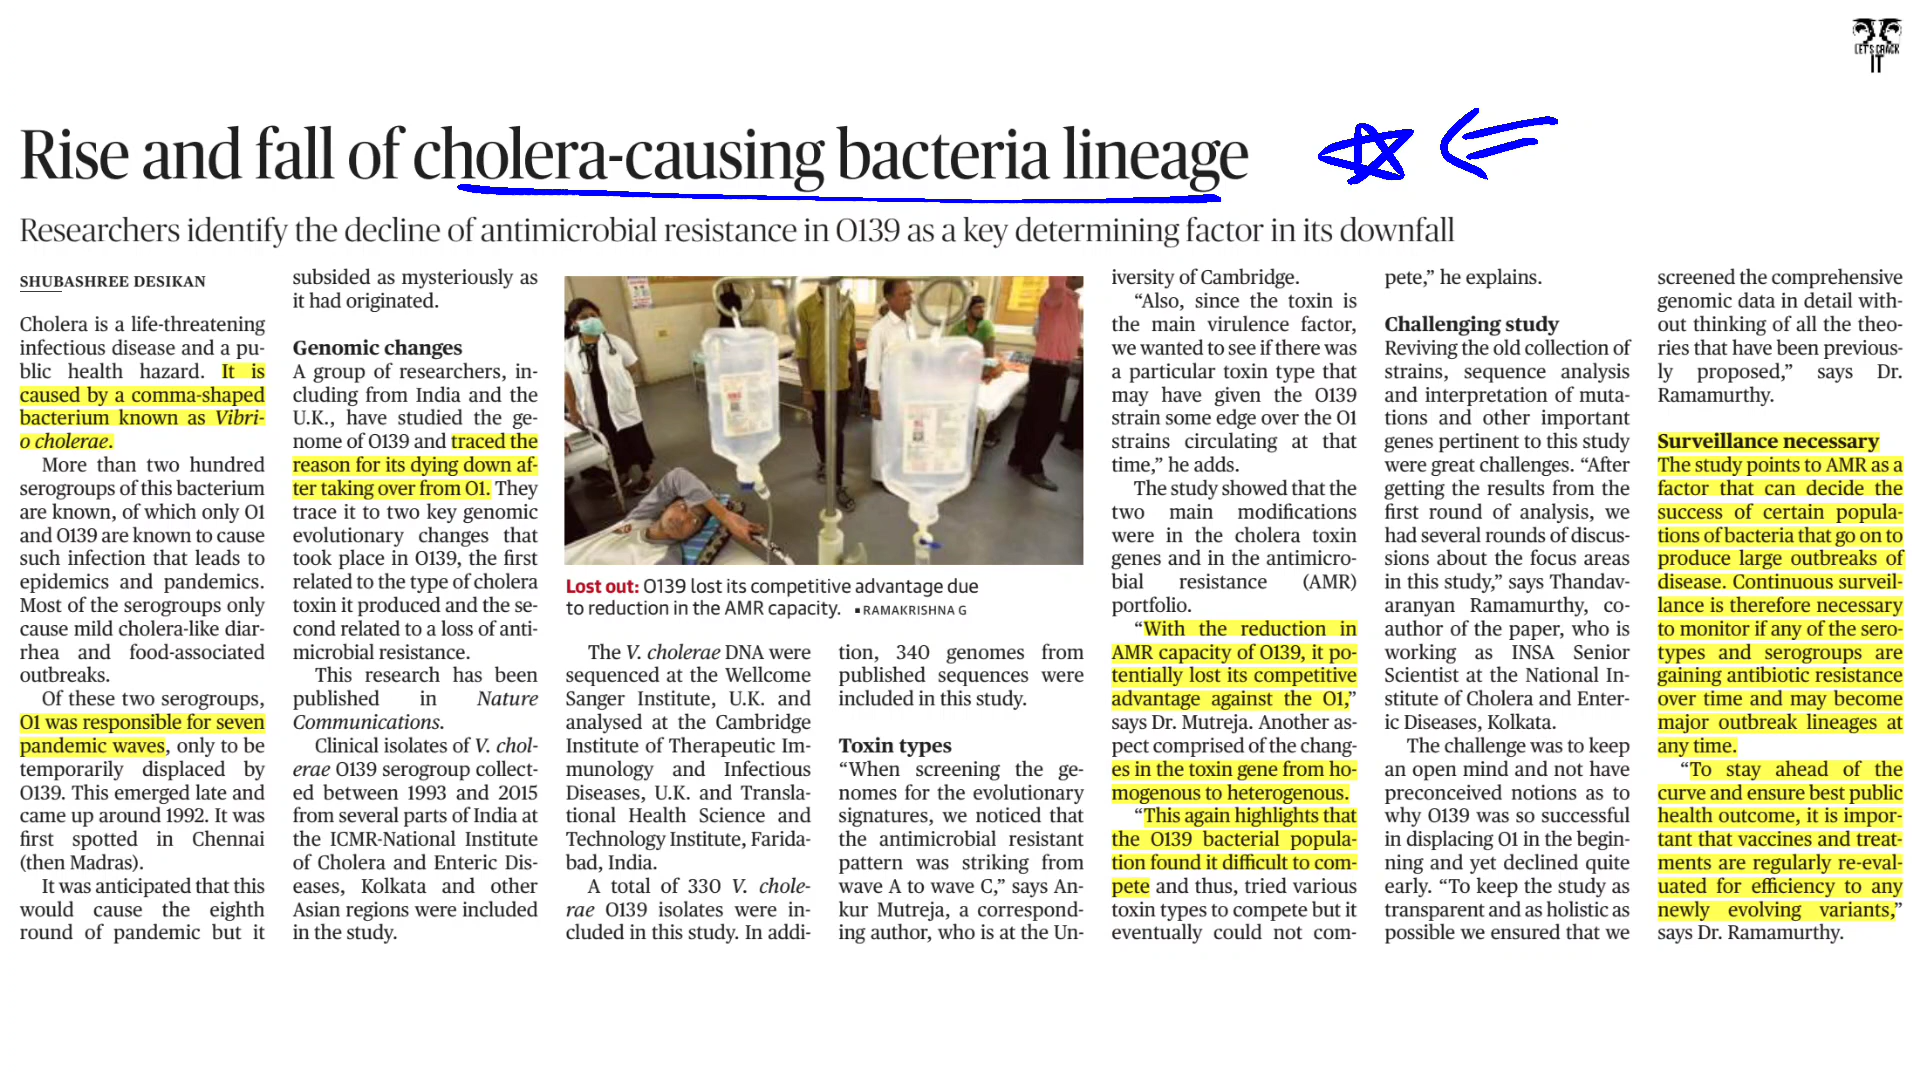 LET'S CRACK
IT
Rise and fall of cholera-causing bacteria lineage
Researchers identify the decline of antimicrobial resistance in O139 as a key determining factor in its downfall
SHUBASHREE DESIKAN
Cholera is a life-threatening
infectious disease and a pu-
blic health hazard. It is
caused by a comma-shaped
bacterium known as Vibri-
o cholerae.
More than two hundred
serogroups of this bacterium
are known, of which only O1
and O139 are known to cause
such infection that leads to
epidemics and pandemics.
Most of the serogroups only
cause mild cholera-like diar-
rhea and food-associated
outbreaks.
Of these two serogroups,
O1 was responsible for seven
pandemic waves, only to be
temporarily displaced by
O139. This emerged late and
came up around 1992. It was
first spotted in Chennai
(then Madras).
It was anticipated that this
would cause the eighth
round of pandemic but it
subsided as mysteriously as
it had originated.
Genomic changes
A group of researchers, in-
cluding from India and the
U.K., have studied the ge-
nome of O139 and traced the
reason for its dying down af-
ter taking over from O1. They
trace it to two key genomic
evolutionary changes that
took place in O139, the first
related to the type of cholera
toxin it produced and the se-
cond related to a loss of anti-
microbial resistance.
This research has been
published in Nature
Communications.
Clinical isolates of V. chol-
erae O139 serogroup collect-
ed between 1993 and 2015
from several parts of India at
the ICMR-National Institute
of Cholera and Enteric Dis-
eases, Kolkata and other
Asian regions were included
in the study.
Lost out: O139 lost its competitive advantage due
to reduction in the AMR capacity. ▪ RAMAKRISHNA G
The V. cholerae DNA were
sequenced at the Wellcome
Sanger Institute, U.K. and
analysed at the Cambridge
Institute of Therapeutic Im-
munology and Infectious
Diseases, U.K. and Transla-
tional Health Science and
Technology Institute, Farida-
bad, India.
A total of 330 V. chole-
rae O139 isolates were in-
cluded in this study. In addi-
tion, 340 genomes from
published sequences were
included in this study.
Toxin types
“When screening the ge-
nomes for the evolutionary
signatures, we noticed that
the antimicrobial resistant
pattern was striking from
wave A to wave C,” says An-
kur Mutreja, a correspond-
ing author, who is at the Un-
iversity of Cambridge.
“Also, since the toxin is
the main virulence factor,
we wanted to see if there was
a particular toxin type that
may have given the O139
strain some edge over the O1
strains circulating at that
time,” he adds.
The study showed that the
two main modifications
were in the cholera toxin
genes and in the antimicro-
bial resistance (AMR)
portfolio.
“With the reduction in
AMR capacity of O139, it po-
tentially lost its competitive
advantage against the O1,”
says Dr. Mutreja. Another as-
pect comprised of the chang-
es in the toxin gene from ho-
mogenous to heterogenous.
“This again highlights that
the O139 bacterial popula-
tion found it difficult to com-
pete and thus, tried various
toxin types to compete but it
eventually could not com-
pete,” he explains.
Challenging study
Reviving the old collection of
strains, sequence analysis
and interpretation of muta-
tions and other important
genes pertinent to this study
were great challenges. “After
getting the results from the
first round of analysis, we
had several rounds of discus-
sions about the focus areas
in this study,” says Thandav-
aranyan Ramamurthy, co-
author of the paper, who is
working as INSA Senior
Scientist at the National In-
stitute of Cholera and Enter-
ic Diseases, Kolkata.
The challenge was to keep
an open mind and not have
preconceived notions as to
why O139 was so successful
in displacing O1 in the begin-
ning and yet declined quite
early. “To keep the study as
transparent and as holistic as
possible we ensured that we
screened the comprehensive
genomic data in detail with-
out thinking of all the theo-
ries that have been previous-
ly proposed,” says Dr.
Ramamurthy.
Surveillance necessary
The study points to AMR as a
factor that can decide the
success of certain popula-
tions of bacteria that go on to
produce large outbreaks of
disease. Continuous surveil-
lance is therefore necessary
to monitor if any of the sero-
types and serogroups are
gaining antibiotic resistance
over time and may become
major outbreak lineages at
any time.
“To stay ahead of the
curve and ensure best public
health outcome, it is impor-
tant that vaccines and treat-
ments are regularly re-eval-
uated for efficiency to any
newly evolving variants,”
says Dr. Ramamurthy.